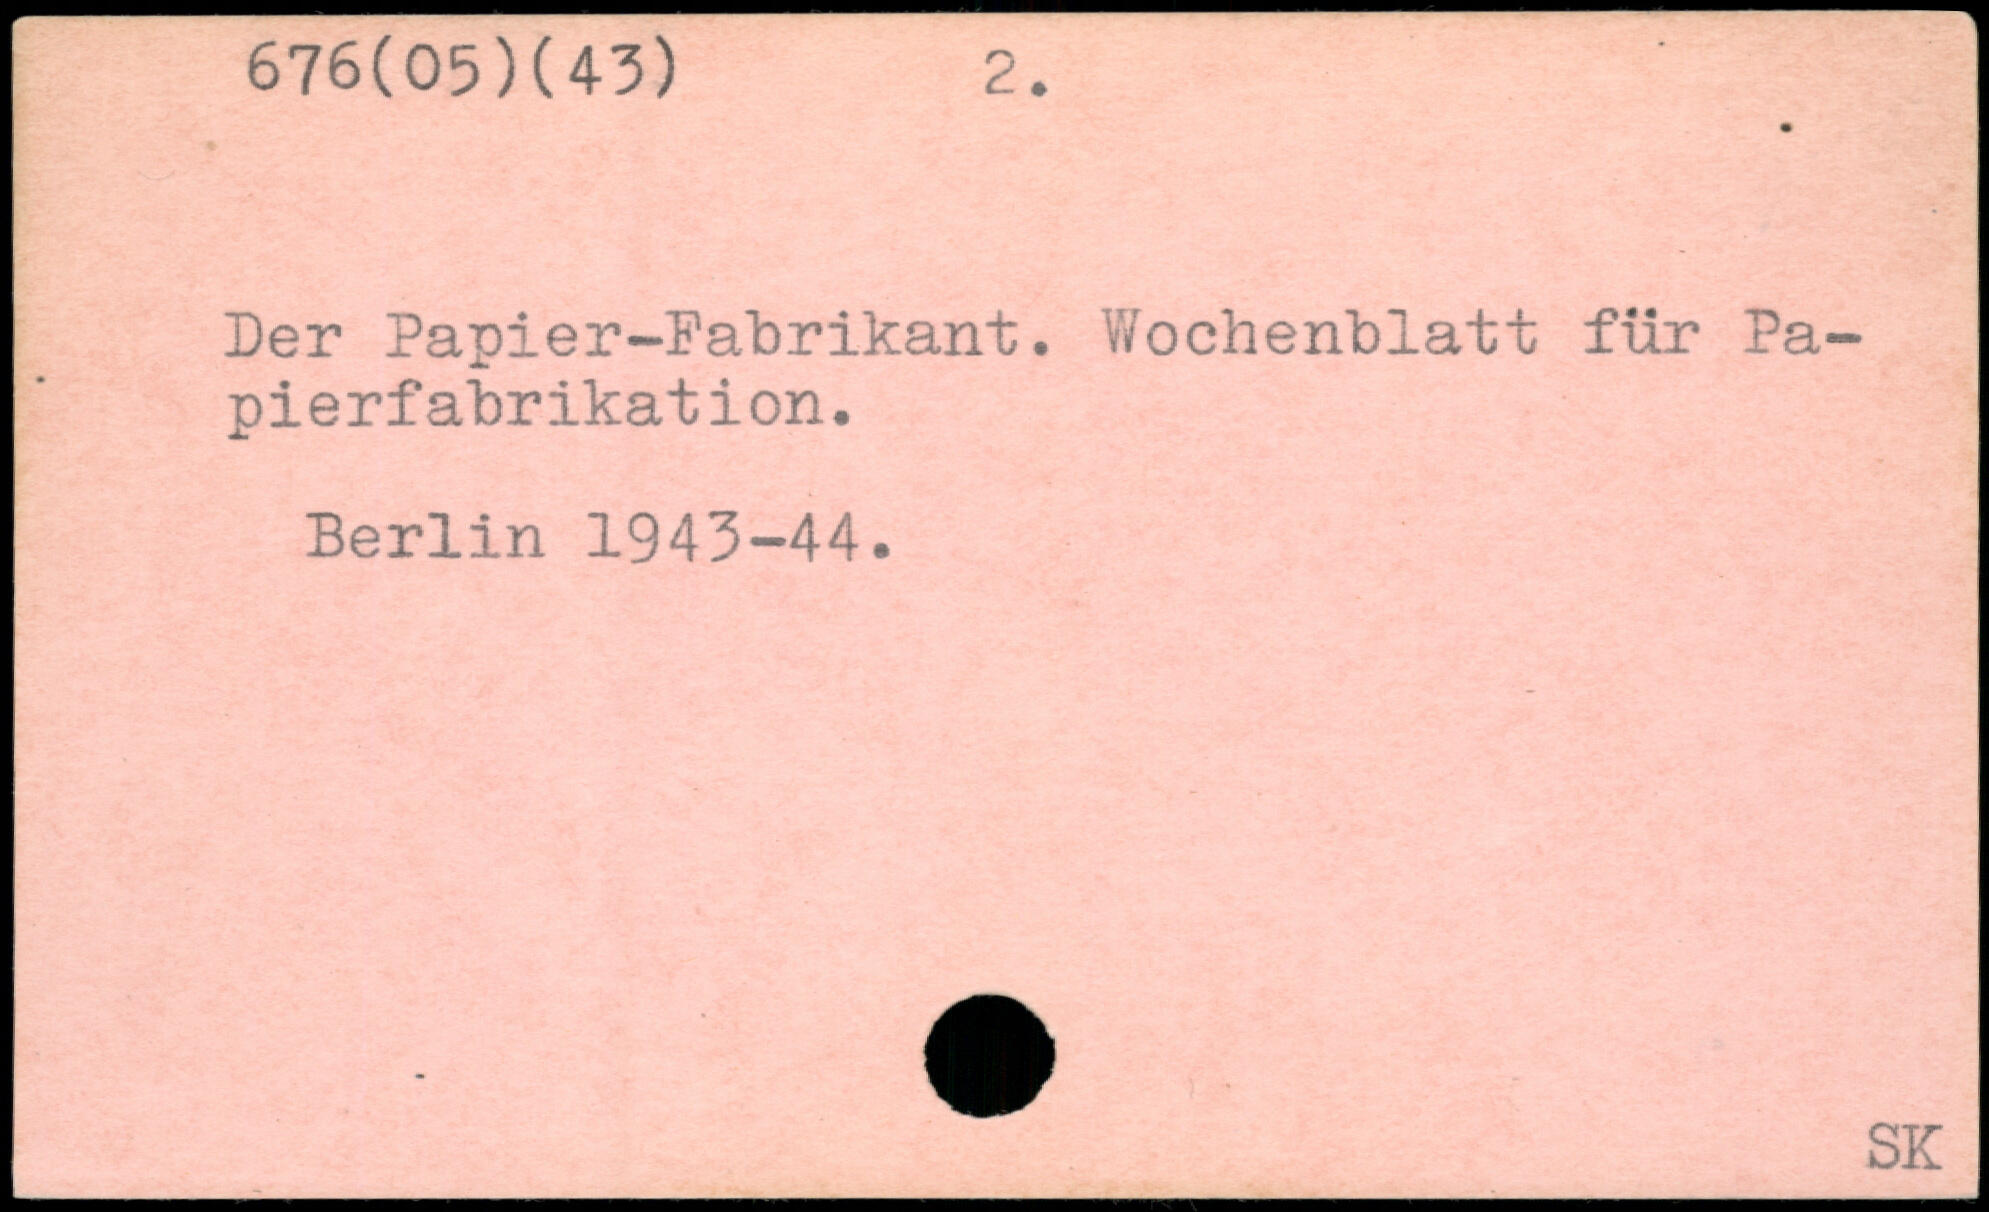 676(05)(43) 2.
Der Papier-Fabrikant. Wochenblatt für Pa-
pierfabrikation.
Berlin 1943-44.
SK